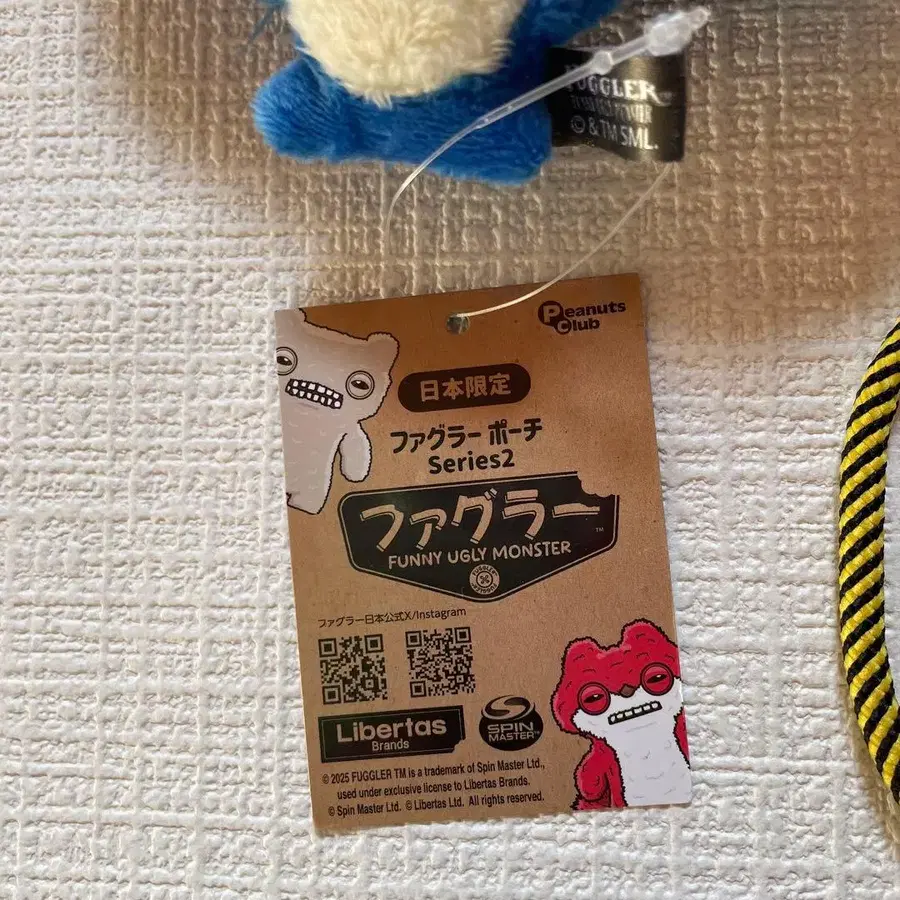 FUGGLER
© & TM SML.
Peanuts
Club
日本限定
ファグラー ポーチ
Series2
ファグラー™
FUNNY UGLY MONSTER
ファグラー日本公式X/Instagram
Libertas
Brands
SPIN
MASTER™
© 2025 FUGGLER TM is a trademark of Spin Master Ltd.,
used under exclusive license to Libertas Brands.
© Spin Master Ltd. © Libertas Ltd. All rights reserved.